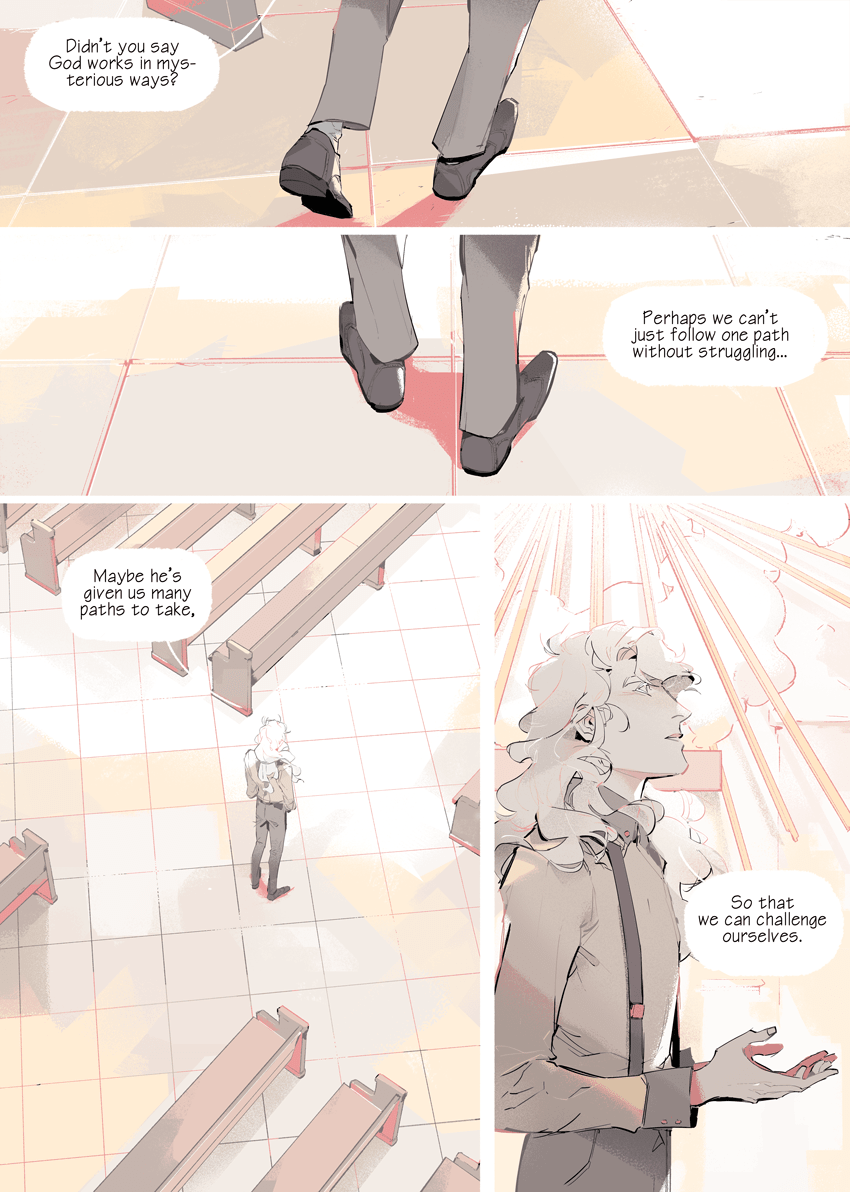 Didn't you say
God works in mys-
terious ways?
Perhaps we can't
just follow one path
without struggling...
Maybe he's
given us many
paths to take,
So that
we can challenge
ourselves.